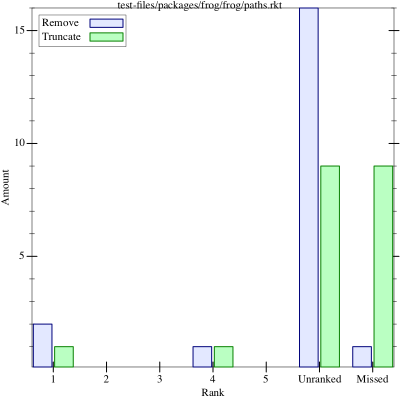 test-files/packages/frog/frog/paths.rkt
Remove
Truncate
15
10
5
Amount
1 2 3 4 5 Unranked Missed
Rank